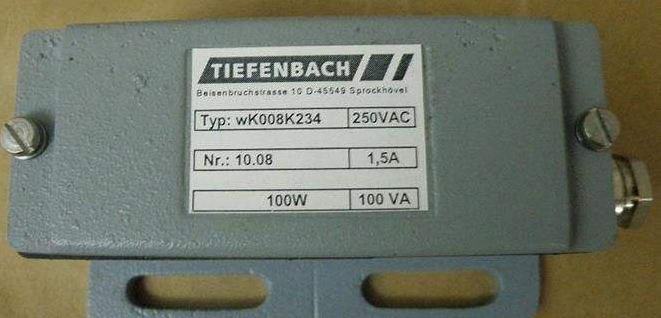 TIEFENBACH
Beisenbruchstrasse 10 D-45549 Sprockhövel
Typ: wK008K234 250VAC
Nr.: 10.08 1,5A
100W 100 VA